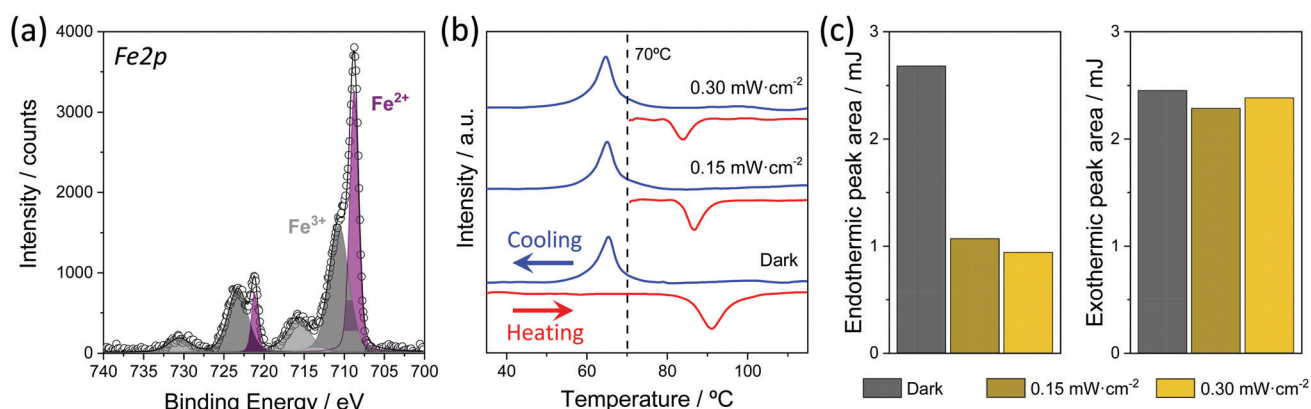 (a)
Fe2p
Fe²⁺
Fe³⁺
Intensity / counts
4000
3000
2000
1000
0
740 735 730 725 720 715 710 705 700
Binding Energy / eV
(b)
70ºC
0.30 mW·cm⁻²
0.15 mW·cm⁻²
Dark
Cooling
Heating
Intensity / a.u.
40 60 80 100
Temperature / ºC
(c)
Endothermic peak area / mJ
3
2
1
0
Exothermic peak area / mJ
3
2
1
0
Dark 0.15 mW·cm⁻² 0.30 mW·cm⁻²